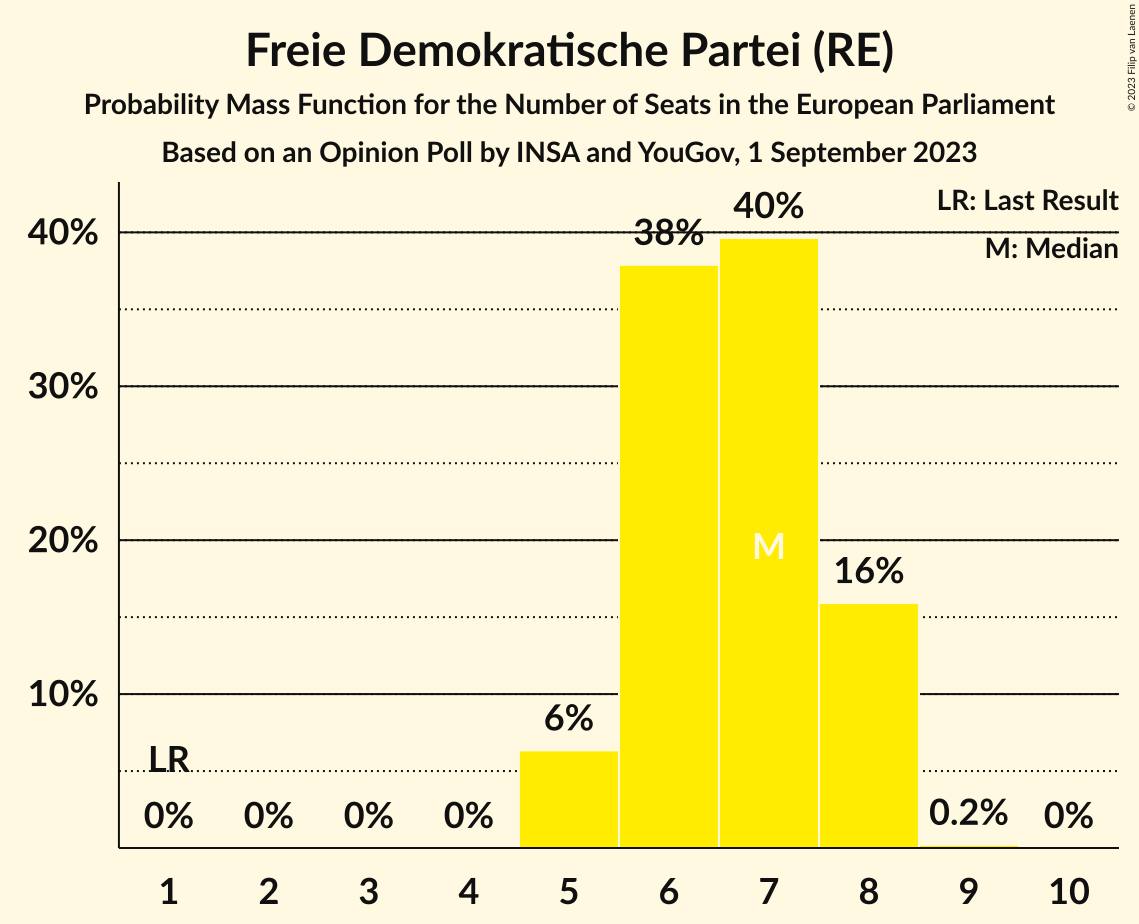 Freie Demokratische Partei (RE)
Probability Mass Function for the Number of Seats in the European Parliament
Based on an Opinion Poll by INSA and YouGov, 1 September 2023
© 2023 Filip van Laenen
LR: Last Result
M: Median
40%
30%
20%
10%
LR
0%
0%
0%
0%
6%
38%
40%
M
16%
0.2%
0%
1 2 3 4 5 6 7 8 9 10